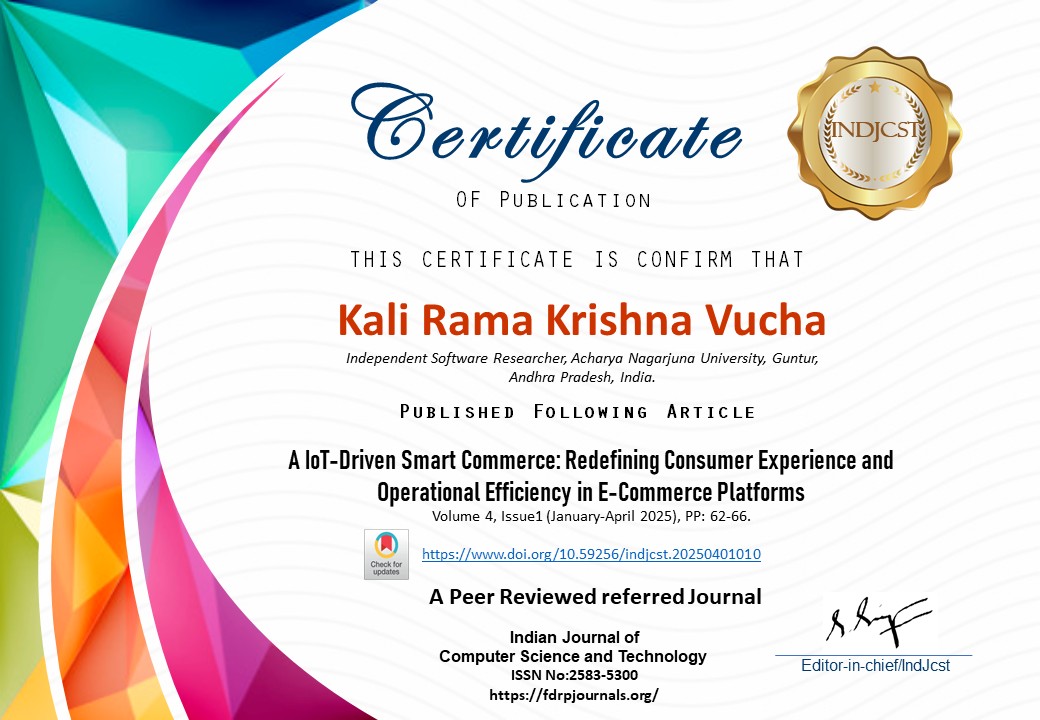 Certificate
INDJCST
OF PUBLICATION
THIS CERTIFICATE IS CONFIRM THAT
Kali Rama Krishna Vucha
Independent Software Researcher, Acharya Nagarjuna University, Guntur,
Andhra Pradesh, India.
PUBLISHED FOLLOWING ARTICLE
A IoT-Driven Smart Commerce: Redefining Consumer Experience and
Operational Efficiency in E-Commerce Platforms
Volume 4, Issue1 (January-April 2025), PP: 62-66.
Check for
updates
https://www.doi.org/10.59256/indjcst.20250401010
A Peer Reviewed referred Journal
Indian Journal of
Computer Science and Technology
ISSN No:2583-5300
https://fdrpjournals.org/
Editor-in-chief/IndJcst